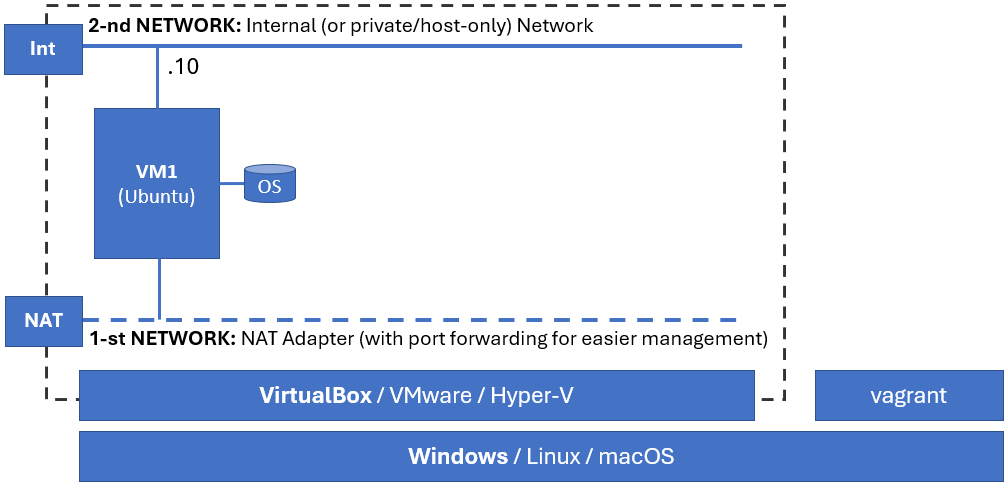 2-nd NETWORK: Internal (or private/host-only) Network
Int
.10
VM1
(Ubuntu)
OS
NAT
1-st NETWORK: NAT Adapter (with port forwarding for easier management)
VirtualBox / VMware / Hyper-V
vagrant
Windows / Linux / macOS